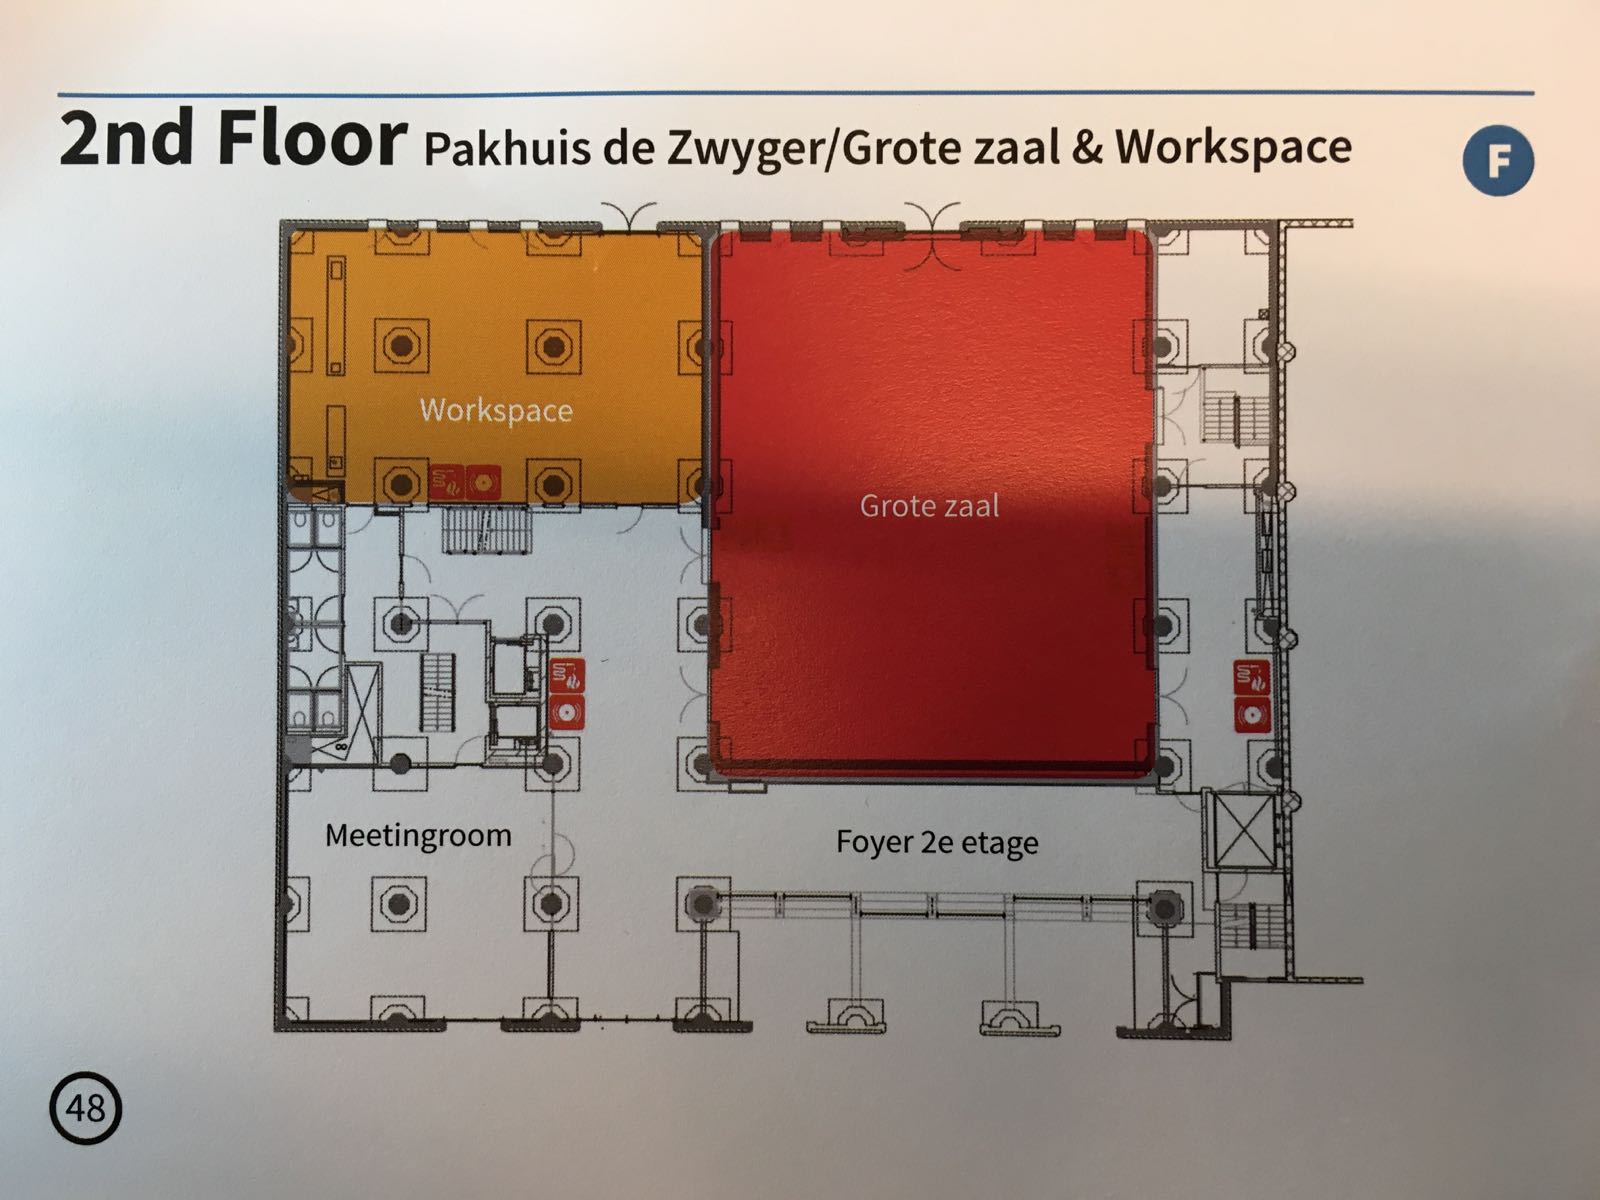 2nd Floor Pakhuis de Zwyger/Grote zaal & Workspace
F
Workspace
Grote zaal
Meetingroom
Foyer 2e etage
48